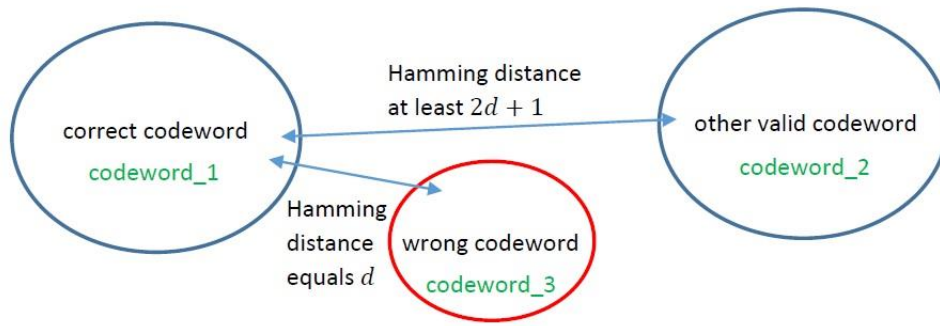 correct codeword
codeword_1
Hamming distance
at least 2d + 1
other valid codeword
codeword_2
Hamming
distance
equals d
wrong codeword
codeword_3